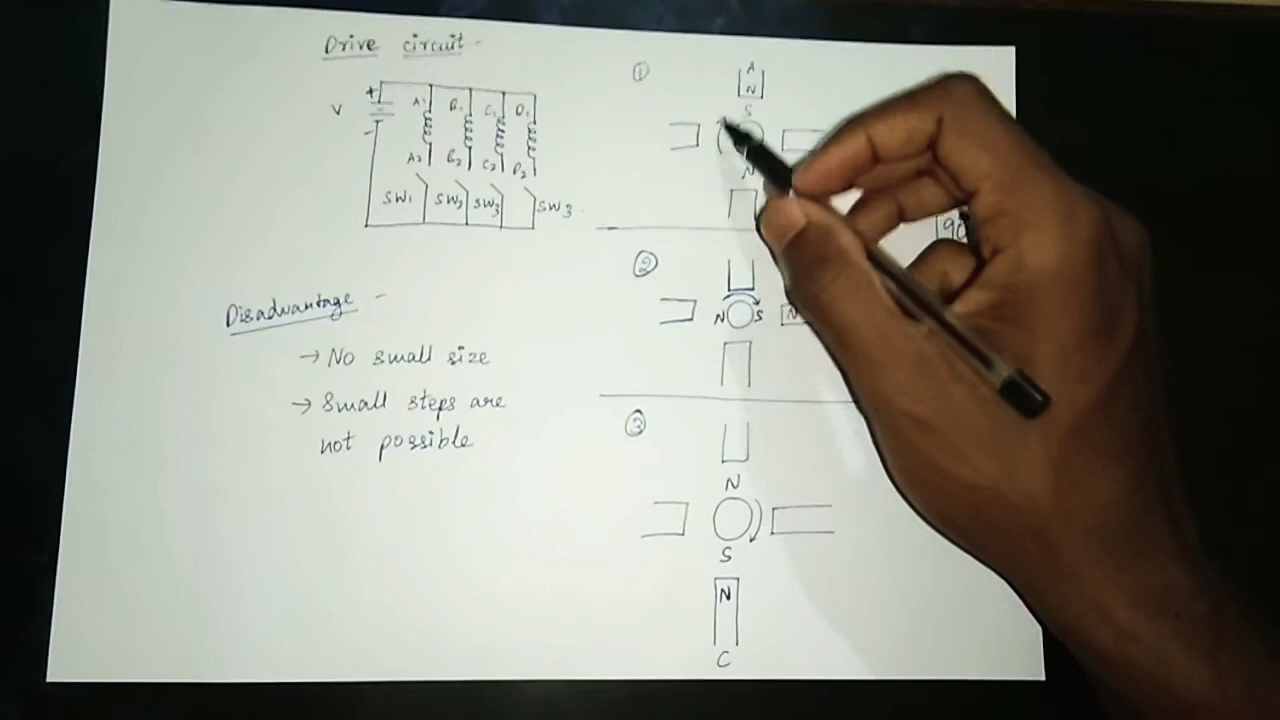 Drive circuit -
+
V
-
A1 B1 C1 D1
A2 B2 C2 D2
SW1 SW2 SW3 SW3
Disadvantage -
→ No small size
→ Small steps are
not possible
①
A
N
S
N
90
②
N S N
③
N
S
N
C